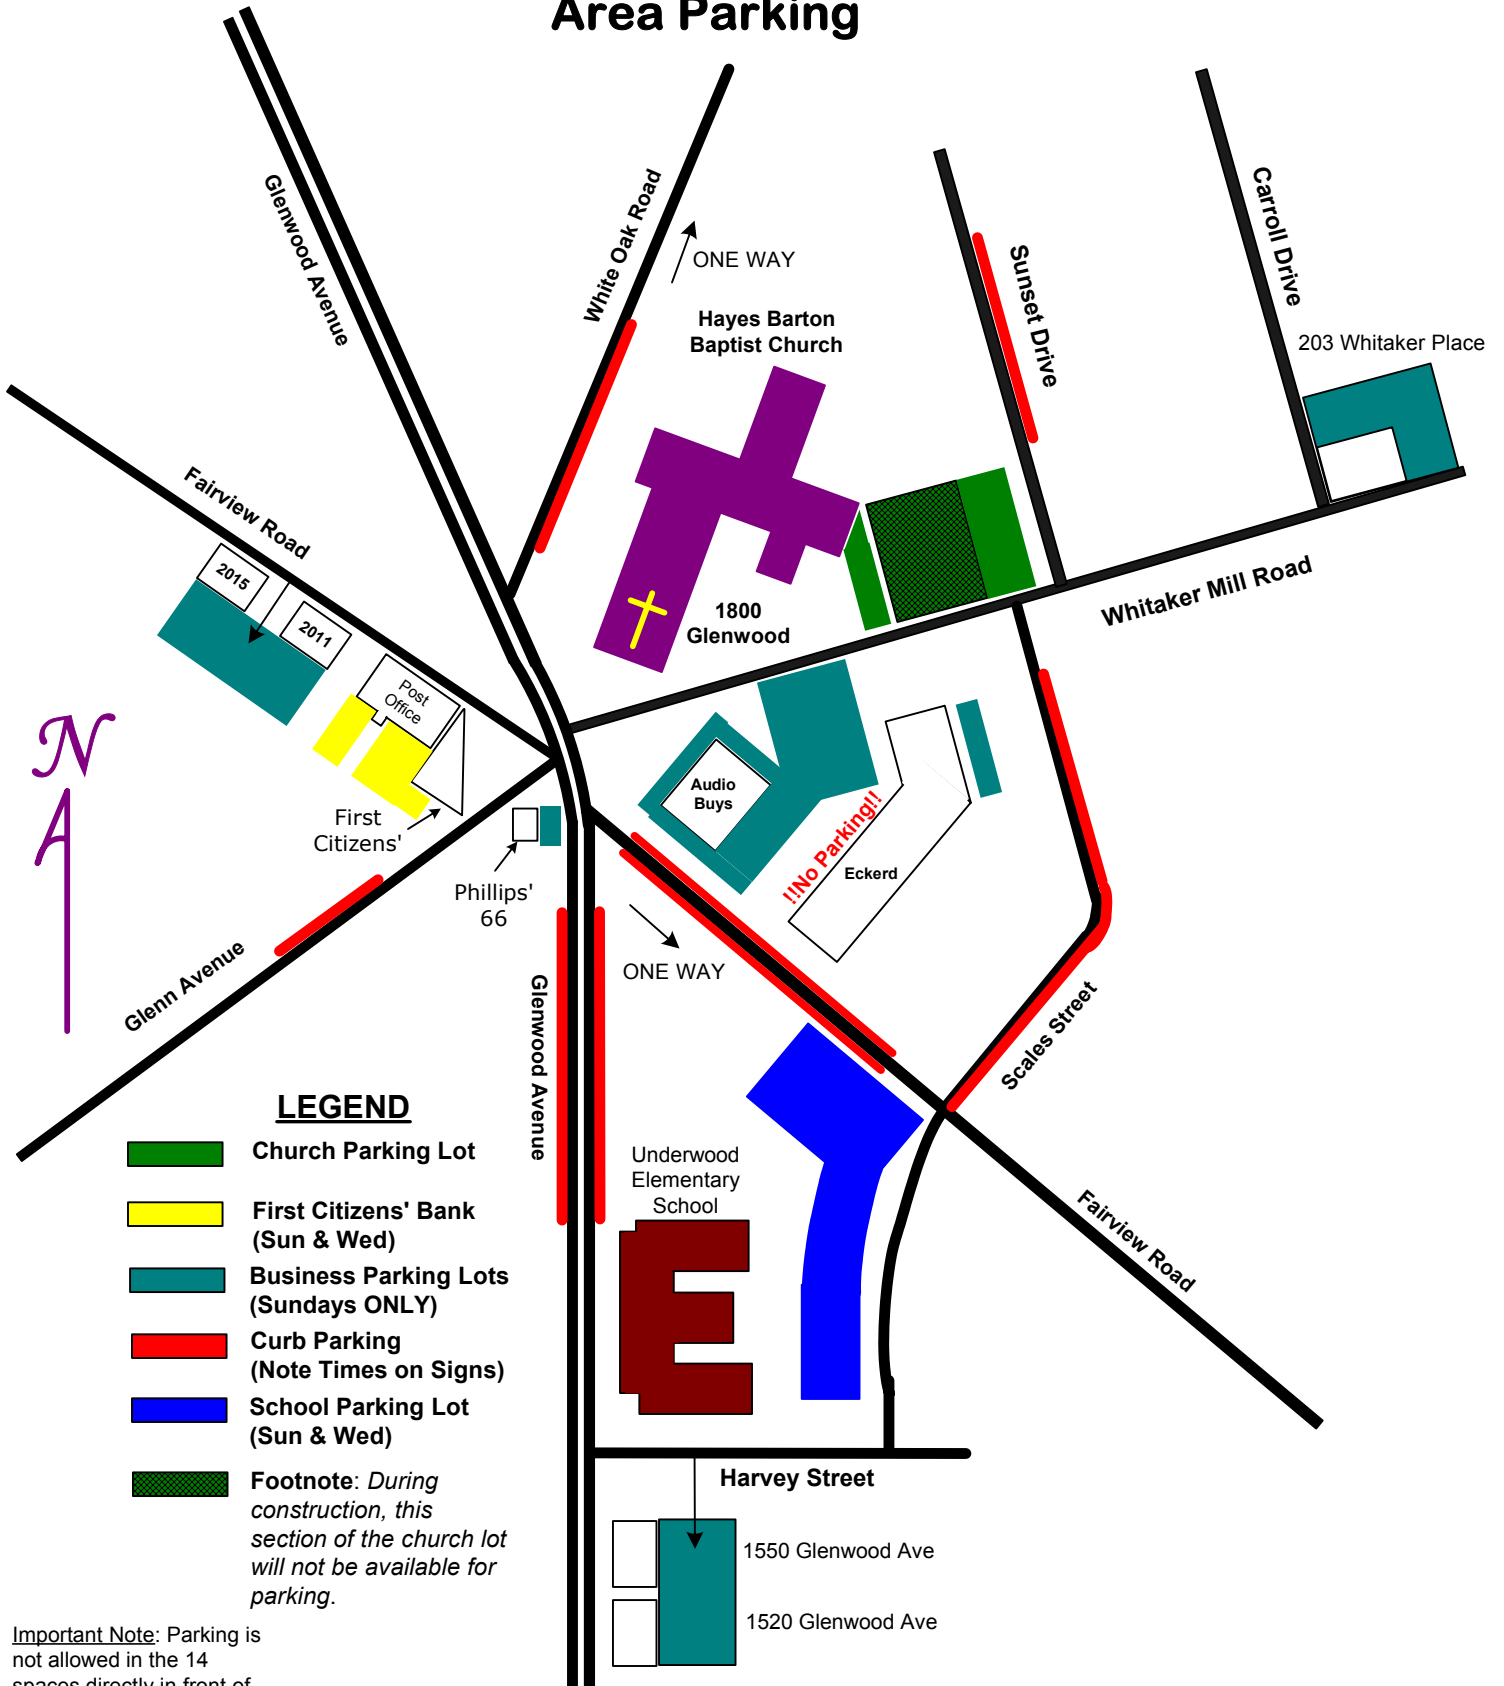 Area Parking
Glenwood Avenue
White Oak Road
ONE WAY
Hayes Barton
Baptist Church
Sunset Drive
Carroll Drive
203 Whitaker Place
Fairview Road
2015
2011
Post
Office
1800
Glenwood
Whitaker Mill Road
N
First
Citizens'
Audio
Buys
!!No Parking!!
Eckerd
Phillips'
66
ONE WAY
Glenn Avenue
Glenwood Avenue
Scales Street
LEGEND
Church Parking Lot
First Citizens' Bank
(Sun & Wed)
Business Parking Lots
(Sundays ONLY)
Curb Parking
(Note Times on Signs)
School Parking Lot
(Sun & Wed)
Footnote: During
construction, this
section of the church lot
will not be available for
parking.
Underwood
Elementary
School
Fairview Road
Harvey Street
1550 Glenwood Ave
1520 Glenwood Ave
Important Note: Parking is
not allowed in the 14
spaces directly in front of